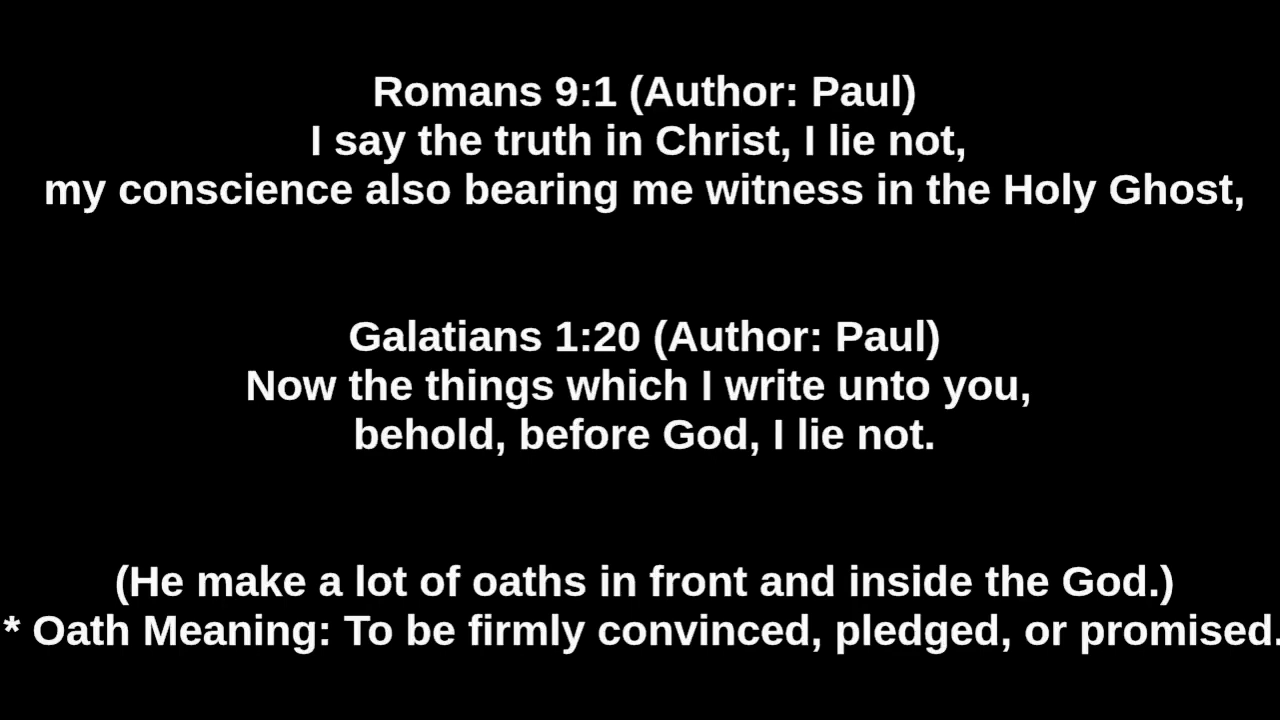 Romans 9:1 (Author: Paul)
I say the truth in Christ, I lie not,
my conscience also bearing me witness in the Holy Ghost,
Galatians 1:20 (Author: Paul)
Now the things which I write unto you,
behold, before God, I lie not.
(He make a lot of oaths in front and inside the God.)
* Oath Meaning: To be firmly convinced, pledged, or promised.